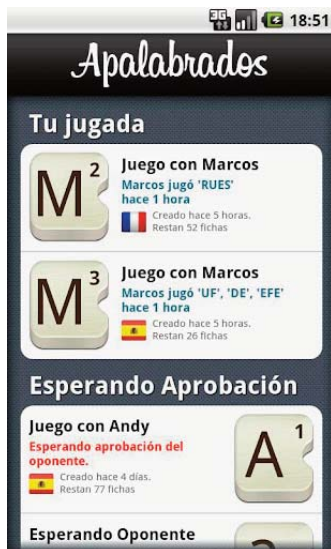 3G 18:51
Apalabrados
Tu jugada
M 2
Juego con Marcos
Marcos jugó 'RUES'
hace 1 hora
Creado hace 5 horas.
Restan 52 fichas
M 3
Juego con Marcos
Marcos jugó 'UF', 'DE', 'EFE'
hace 1 hora
Creado hace 5 horas.
Restan 26 fichas
Esperando Aprobación
Juego con Andy
Esperando aprobación del
oponente.
Creado hace 4 días.
Restan 77 fichas
A 1
Esperando Oponente